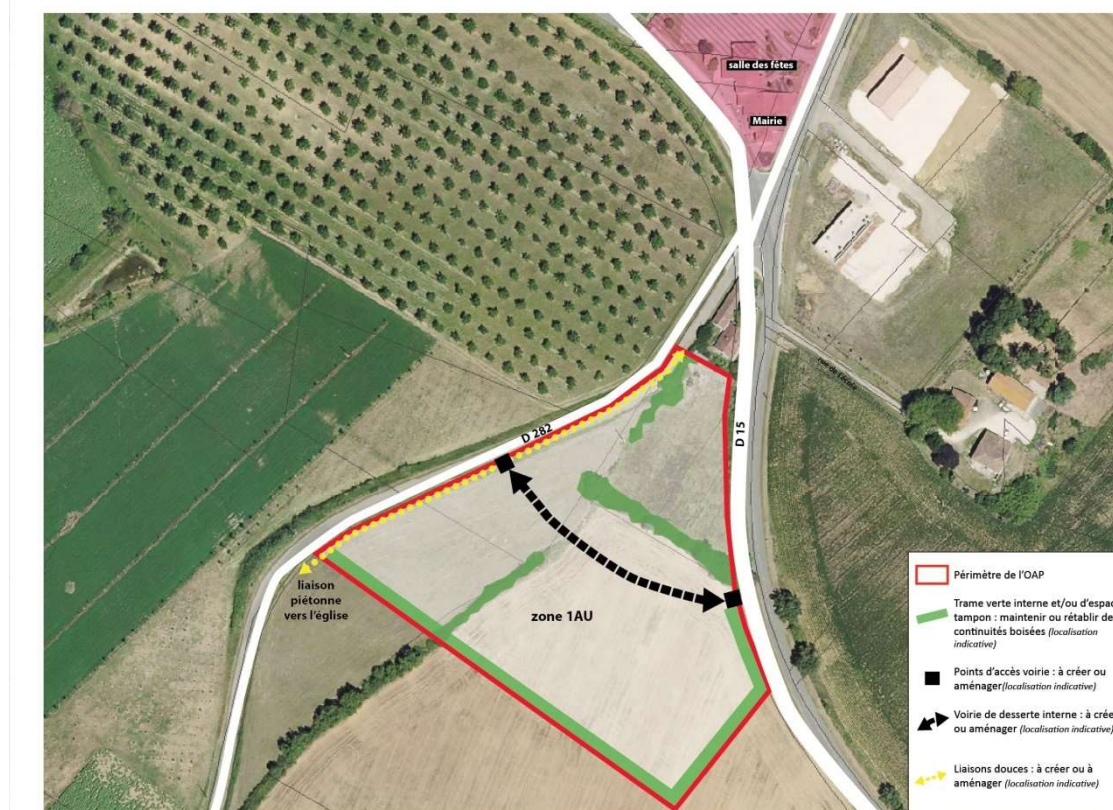 salle des fêtes
Mairie
D 282
D 15
liaison
piétonne
vers l'église
zone 1AU
Périmètre de l'OAP
Trame verte interne et/ou d'espac
tampon : maintenir ou rétablir de
continuités boisées (localisation
indicative)
Points d'accès voirie : à créer ou
aménager(localisation indicative)
Voirie de desserte interne : à crée
ou aménager (localisation indicative)
Liaisons douces : à créer ou à
aménager (localisation indicative)